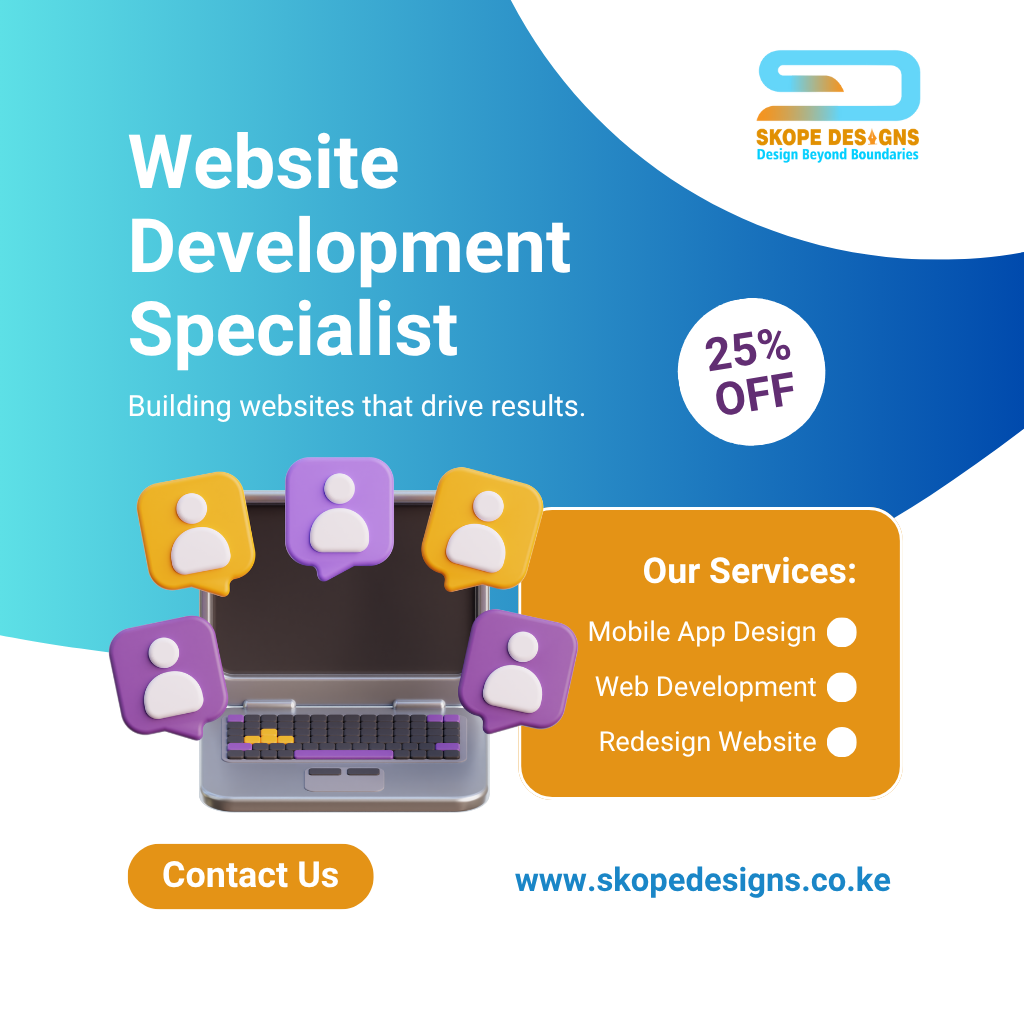 SKOPE DESIGNS
Design Beyond Boundaries
Website
Development
Specialist
Building websites that drive results.
25%
OFF
Our Services:
Mobile App Design
Web Development
Redesign Website
Contact Us
www.skopedesigns.co.ke